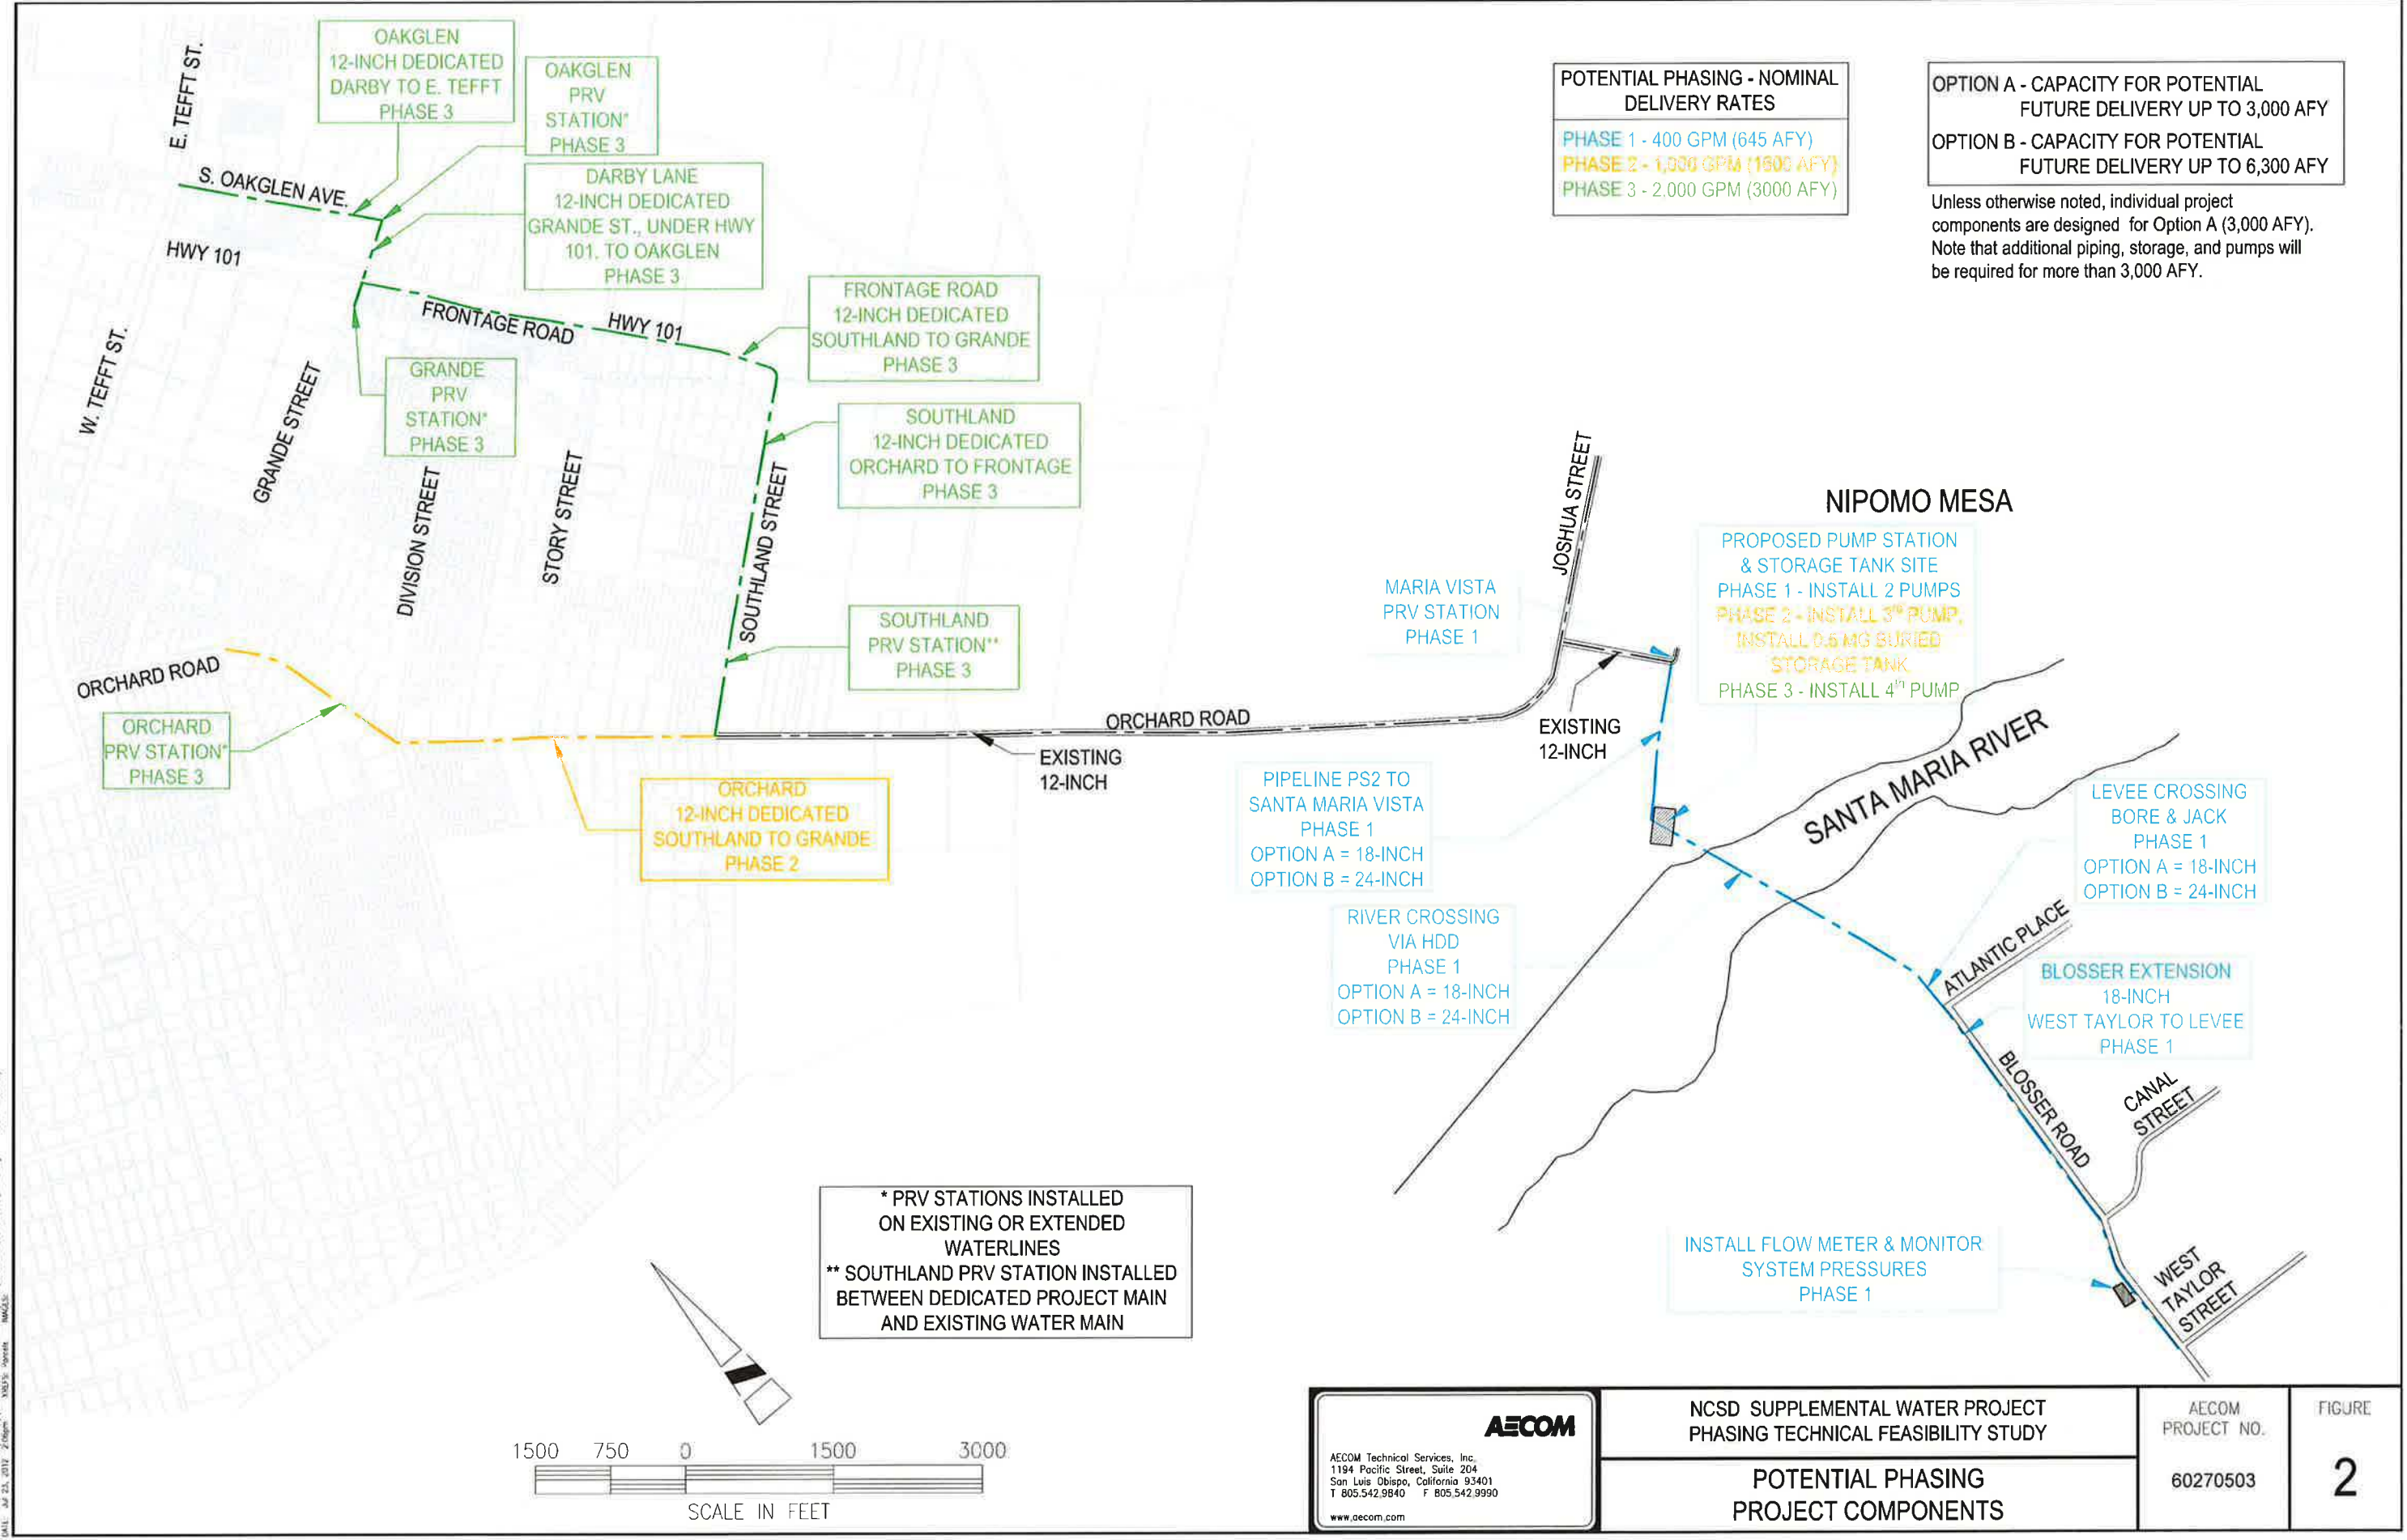 E. TEFFT ST.
OAKGLEN
12-INCH DEDICATED
DARBY TO E. TEFFT
PHASE 3
OAKGLEN
PRV
STATION*
PHASE 3
S. OAKGLEN AVE.
DARBY LANE
12-INCH DEDICATED
GRANDE ST., UNDER HWY
101. TO OAKGLEN
PHASE 3
HWY 101
FRONTAGE ROAD
HWY 101
FRONTAGE ROAD
12-INCH DEDICATED
SOUTHLAND TO GRANDE
PHASE 3
W. TEFFT ST.
GRANDE STREET
GRANDE
PRV
STATION*
PHASE 3
SOUTHLAND
12-INCH DEDICATED
ORCHARD TO FRONTAGE
PHASE 3
DIVISION STREET
STORY STREET
SOUTHLAND STREET
SOUTHLAND
PRV STATION**
PHASE 3
ORCHARD ROAD
ORCHARD
PRV STATION*
PHASE 3
ORCHARD
12-INCH DEDICATED
SOUTHLAND TO GRANDE
PHASE 2
EXISTING
12-INCH
ORCHARD ROAD
POTENTIAL PHASING - NOMINAL
DELIVERY RATES
PHASE 1 - 400 GPM (645 AFY)
PHASE 2 - 1,000 GPM (1600 AFY)
PHASE 3 - 2.000 GPM (3000 AFY)
OPTION A - CAPACITY FOR POTENTIAL
FUTURE DELIVERY UP TO 3,000 AFY
OPTION B - CAPACITY FOR POTENTIAL
FUTURE DELIVERY UP TO 6,300 AFY
Unless otherwise noted, individual project
components are designed for Option A (3,000 AFY).
Note that additional piping, storage, and pumps will
be required for more than 3,000 AFY.
JOSHUA STREET
NIPOMO MESA
MARIA VISTA
PRV STATION
PHASE 1
PROPOSED PUMP STATION
& STORAGE TANK SITE
PHASE 1 - INSTALL 2 PUMPS
PHASE 2 - INSTALL 3RD PUMP,
INSTALL 0.5 MG BURIED
STORAGE TANK
PHASE 3 - INSTALL 4TH PUMP
EXISTING
12-INCH
SANTA MARIA RIVER
PIPELINE PS2 TO
SANTA MARIA VISTA
PHASE 1
OPTION A = 18-INCH
OPTION B = 24-INCH
LEVEE CROSSING
BORE & JACK
PHASE 1
OPTION A = 18-INCH
OPTION B = 24-INCH
RIVER CROSSING
VIA HDD
PHASE 1
OPTION A = 18-INCH
OPTION B = 24-INCH
ATLANTIC PLACE
BLOSSER EXTENSION
18-INCH
WEST TAYLOR TO LEVEE
PHASE 1
BLOSSER ROAD
CANAL
STREET
INSTALL FLOW METER & MONITOR
SYSTEM PRESSURES
PHASE 1
WEST
TAYLOR
STREET
* PRV STATIONS INSTALLED
ON EXISTING OR EXTENDED
WATERLINES
** SOUTHLAND PRV STATION INSTALLED
BETWEEN DEDICATED PROJECT MAIN
AND EXISTING WATER MAIN
1500 750 0 1500 3000
SCALE IN FEET
AECOM
AECOM Technical Services, Inc.
1194 Pacific Street, Suite 204
San Luis Obispo, California 93401
T 805.542.9840 F 805.542.9990
www.aecom.com
NCSD SUPPLEMENTAL WATER PROJECT
PHASING TECHNICAL FEASIBILITY STUDY
POTENTIAL PHASING
PROJECT COMPONENTS
AECOM
PROJECT NO.
60270503
FIGURE
2
DATE: Jul 23, 2012 2:06pm XREFS: IMAGES: